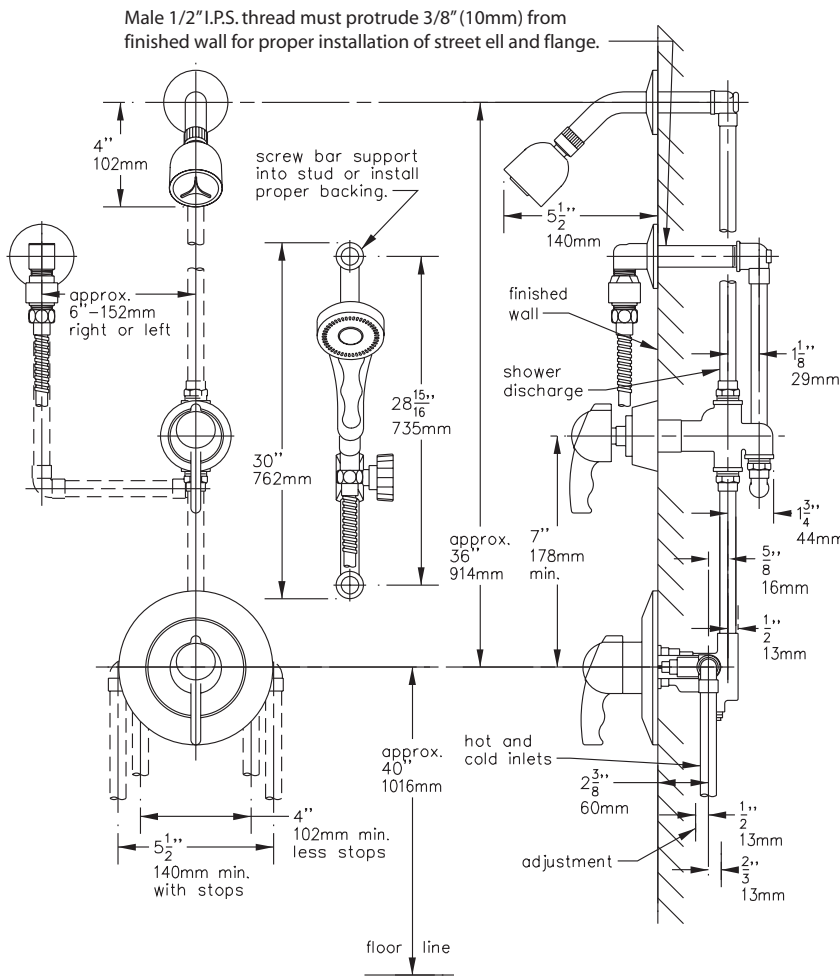 Male 1/2" I.P.S. thread must protrude 3/8" (10mm) from
finished wall for proper installation of street ell and flange.
4"
102mm
screw bar support
into stud or install
proper backing.
5 1/2"
140mm
approx.
6"-152mm
right or left
finished
wall
shower
discharge
1 1/8"
29mm
28 15/16"
735mm
30"
762mm
approx.
36"
914mm
7"
178mm
min.
1 3/4"
44mm
5/8"
16mm
1/2"
13mm
approx.
40"
1016mm
hot and
cold inlets
2 3/8"
60mm
4"
102mm min.
less stops
5 1/2"
140mm min.
with stops
1/2"
13mm
adjustment
2/3"
13mm
floor line